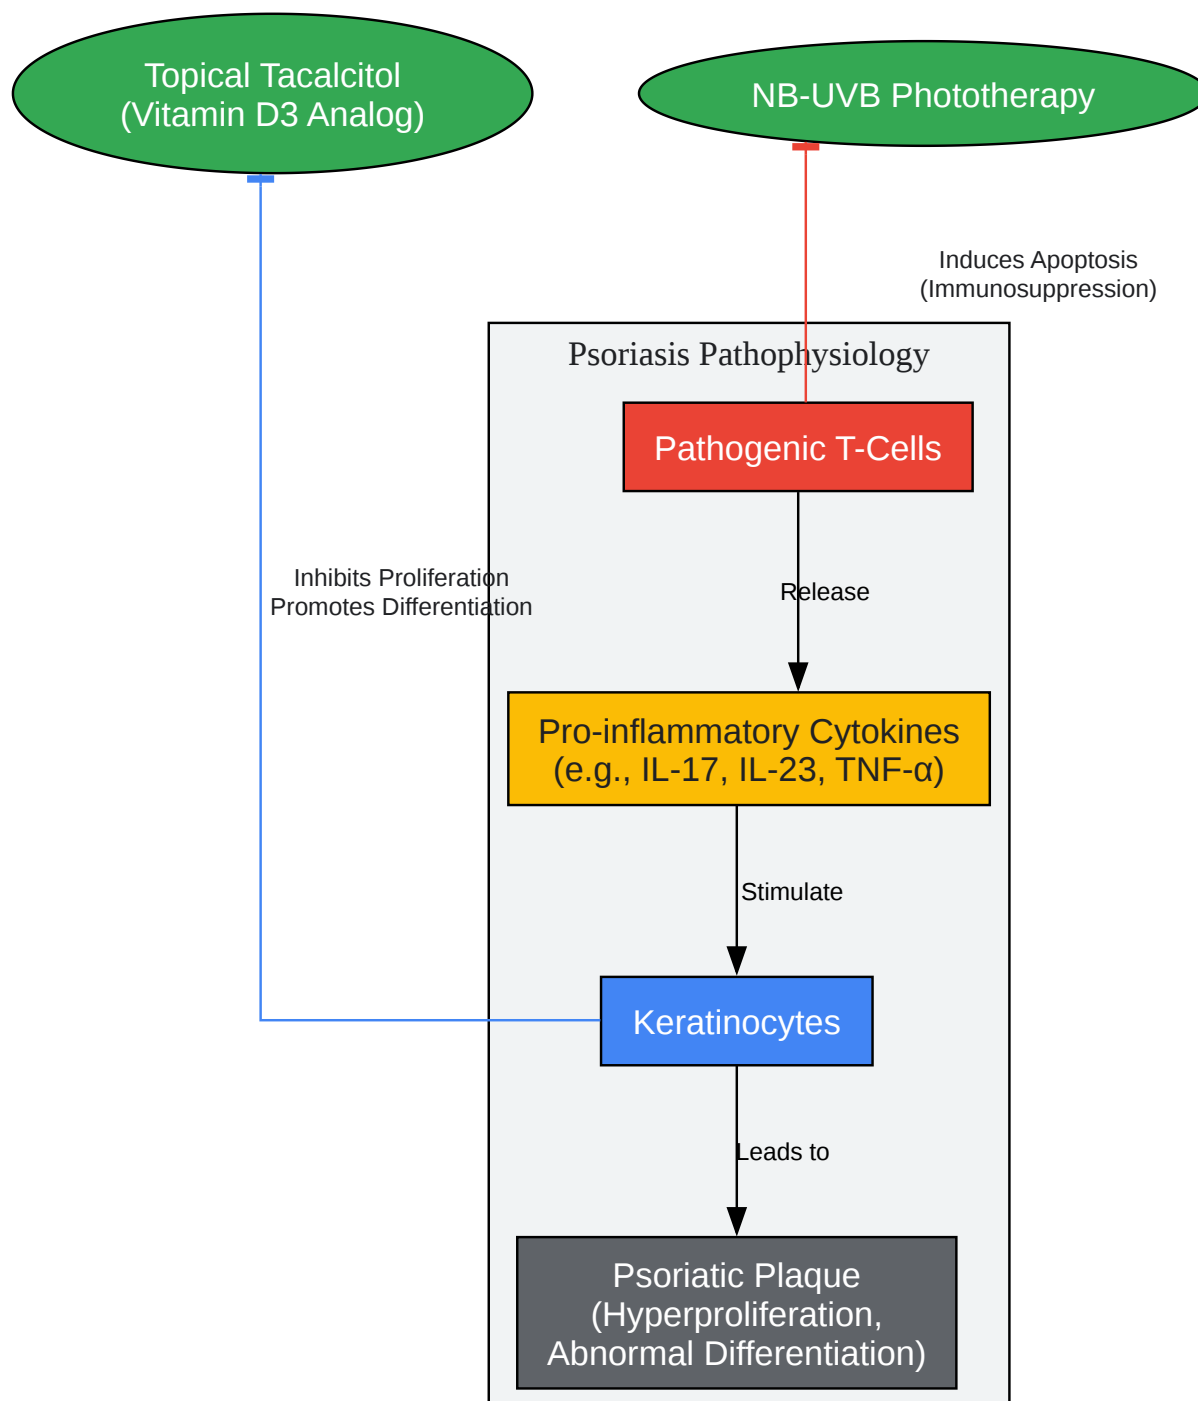 Topical Tacalcitol
(Vitamin D3 Analog)
NB-UVB Phototherapy
Induces Apoptosis
(Immunosuppression)
Psoriasis Pathophysiology
Pathogenic T-Cells
Inhibits Proliferation
Promotes Differentiation
Release
Pro-inflammatory Cytokines
(e.g., IL-17, IL-23, TNF-α)
Stimulate
Keratinocytes
Leads to
Psoriatic Plaque
(Hyperproliferation,
Abnormal Differentiation)